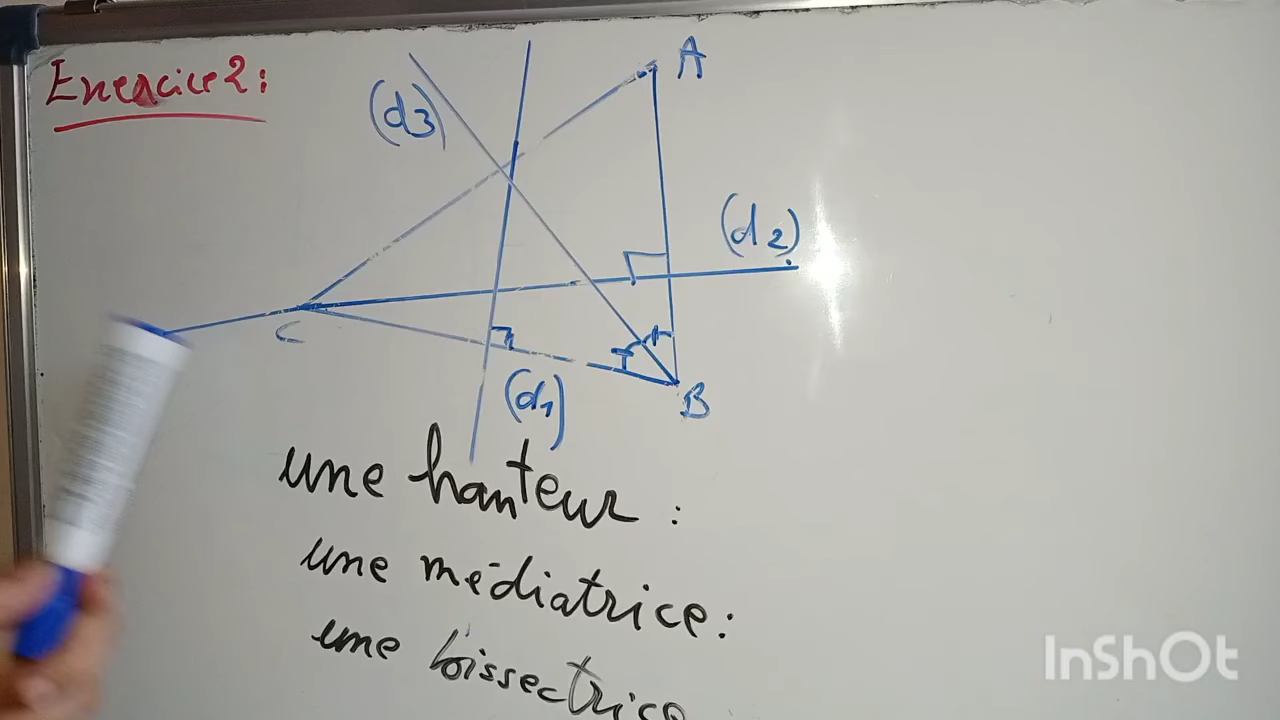 Exercice 2:
A
(d3)
(d2)
C
(d1)
B
une hauteur :
une médiatrice :
une bissectrice
InShOt